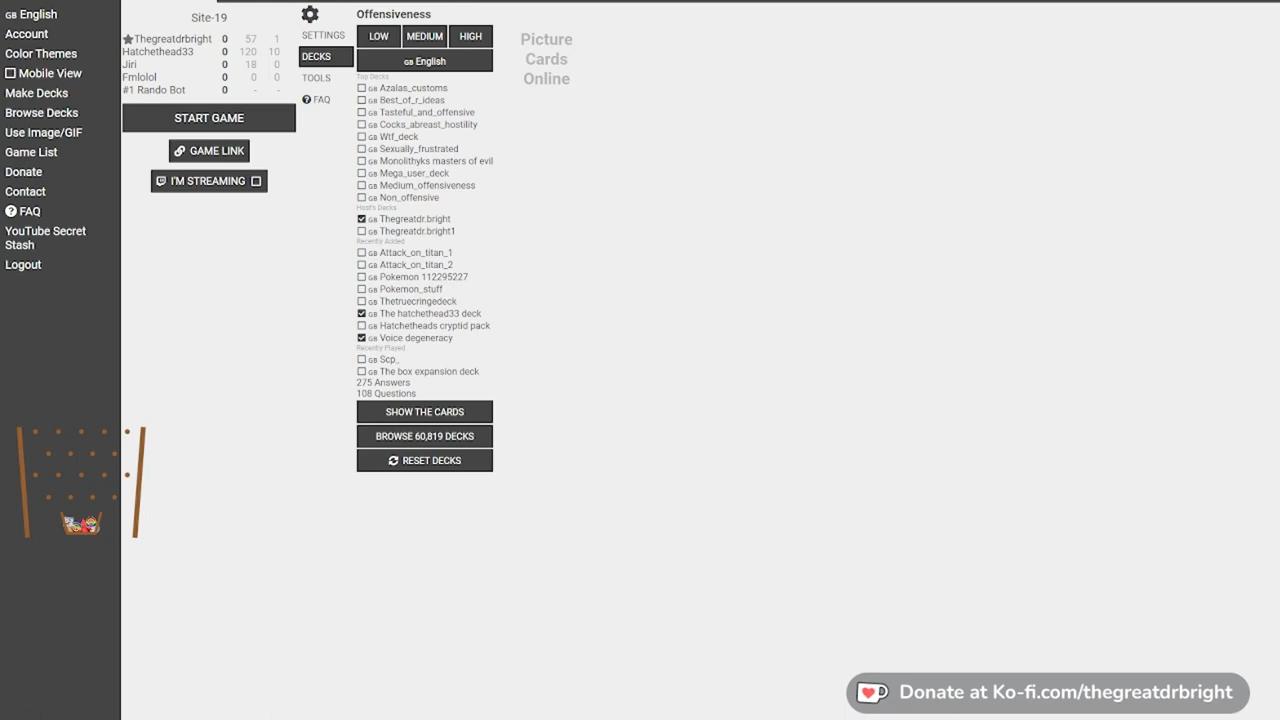 GB English
Account
Color Themes
Mobile View
Make Decks
Browse Decks
Use Image/GIF
Game List
Donate
Contact
FAQ
YouTube Secret
Stash
Logout
Site-19
Thegreatdrbright 0 57 1
Hatchethead33 0 120 10
Jiri 0 18 0
Fmlolol 0 0 0
#1 Rando Bot 0 - -
START GAME
GAME LINK
I'M STREAMING
SETTINGS
DECKS
TOOLS
FAQ
Offensiveness
LOW MEDIUM HIGH
GB English
Top Decks
GB Azalas_customs
GB Best_of_r_ideas
GB Tasteful_and_offensive
GB Cocks_abreast_hostility
GB Wtf_deck
GB Sexually_frustrated
GB Monolithyks masters of evil
GB Mega_user_deck
GB Medium_offensiveness
GB Non_offensive
Host's Decks
GB Thegreatdr.bright
GB Thegreatdr.bright1
Recently Added
GB Attack_on_titan_1
GB Attack_on_titan_2
GB Pokemon 112295227
GB Pokemon_stuff
GB Thetruecringedeck
GB The hatchethead33 deck
GB Hatchetheads cryptid pack
GB Voice degeneracy
Recently Played
GB Scp_
GB The box expansion deck
275 Answers
108 Questions
SHOW THE CARDS
BROWSE 60,819 DECKS
RESET DECKS
Picture
Cards
Online
Donate at Ko-fi.com/thegreatdrbright